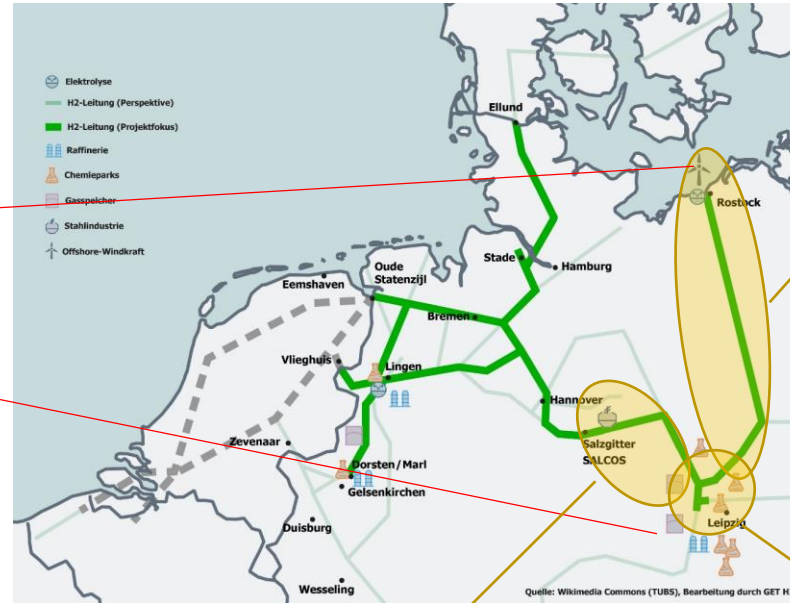 Elektrolyse
H2-Leitung (Perspektive)
H2-Leitung (Projektfokus)
Raffinerie
Chemieparks
Gasspeicher
Stahlindustrie
Offshore-Windkraft
Ellund
Rostock
Stade
Hamburg
Oude
Statenzijl
Eemshaven
Bremen
Vlieghuis
Lingen
Hannover
Salzgitter
SALCOS
Zevenaar
Dorsten/Marl
Gelsenkirchen
Leipzig
Duisburg
Wesseling
Quelle: Wikimedia Commons (TUBS), Bearbeitung durch GET H